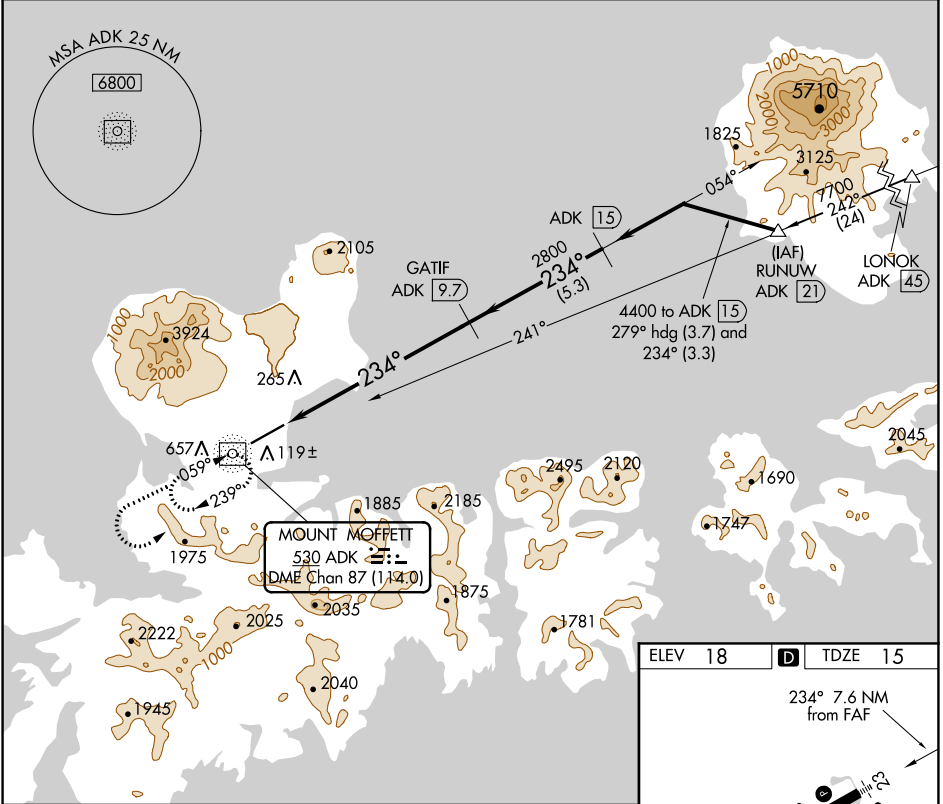 MSA ADK 25 NM
6800
1000
5710
2000
3000
1825
3125
054°
7700
242°
(24)
ADK 15
(IAF)
RUNUW
ADK 21
LONOK
ADK 45
2105
GATIF
ADK 9.7
2800
234°
(5.3)
4400 to ADK 15
279° hdg (3.7) and
234° (3.3)
241°
1000
3924
2000
265
234°
657
119±
059°
239°
2045
2495
2120
1690
1885
2185
1747
1975
MOUNT MOFFETT
530 ADK
DME Chan 87 (114.0)
1875
2035
2025
2222
1000
1781
2040
1945
ELEV 18
D
TDZE 15
234° 7.6 NM
from FAF
P
23